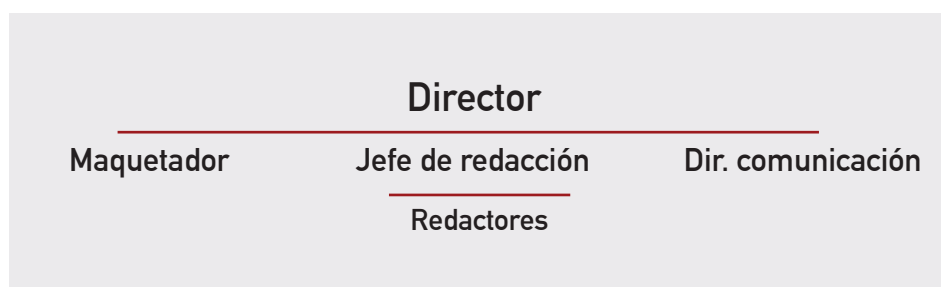 Director
Maquetador Jefe de redacción Dir. comunicación
Redactores